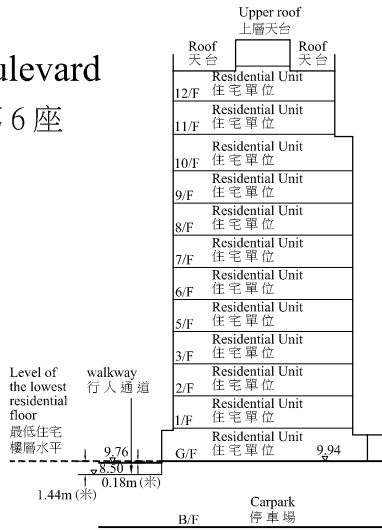 Upper roof
上層天台
Roof
天台
Roof
天台
ulevard
6 座
12/F
Residential Unit
住宅單位
11/F
Residential Unit
住宅單位
10/F
Residential Unit
住宅單位
9/F
Residential Unit
住宅單位
8/F
Residential Unit
住宅單位
7/F
Residential Unit
住宅單位
6/F
Residential Unit
住宅單位
5/F
Residential Unit
住宅單位
3/F
Residential Unit
住宅單位
2/F
Residential Unit
住宅單位
1/F
Residential Unit
住宅單位
G/F
Residential Unit
住宅單位
9.94
Level of
the lowest
residential
floor
最低住宅
樓層水平
walkway
行人通道
9.76
8.50
0.18m (米)
1.44m (米)
B/F
Carpark
停車場